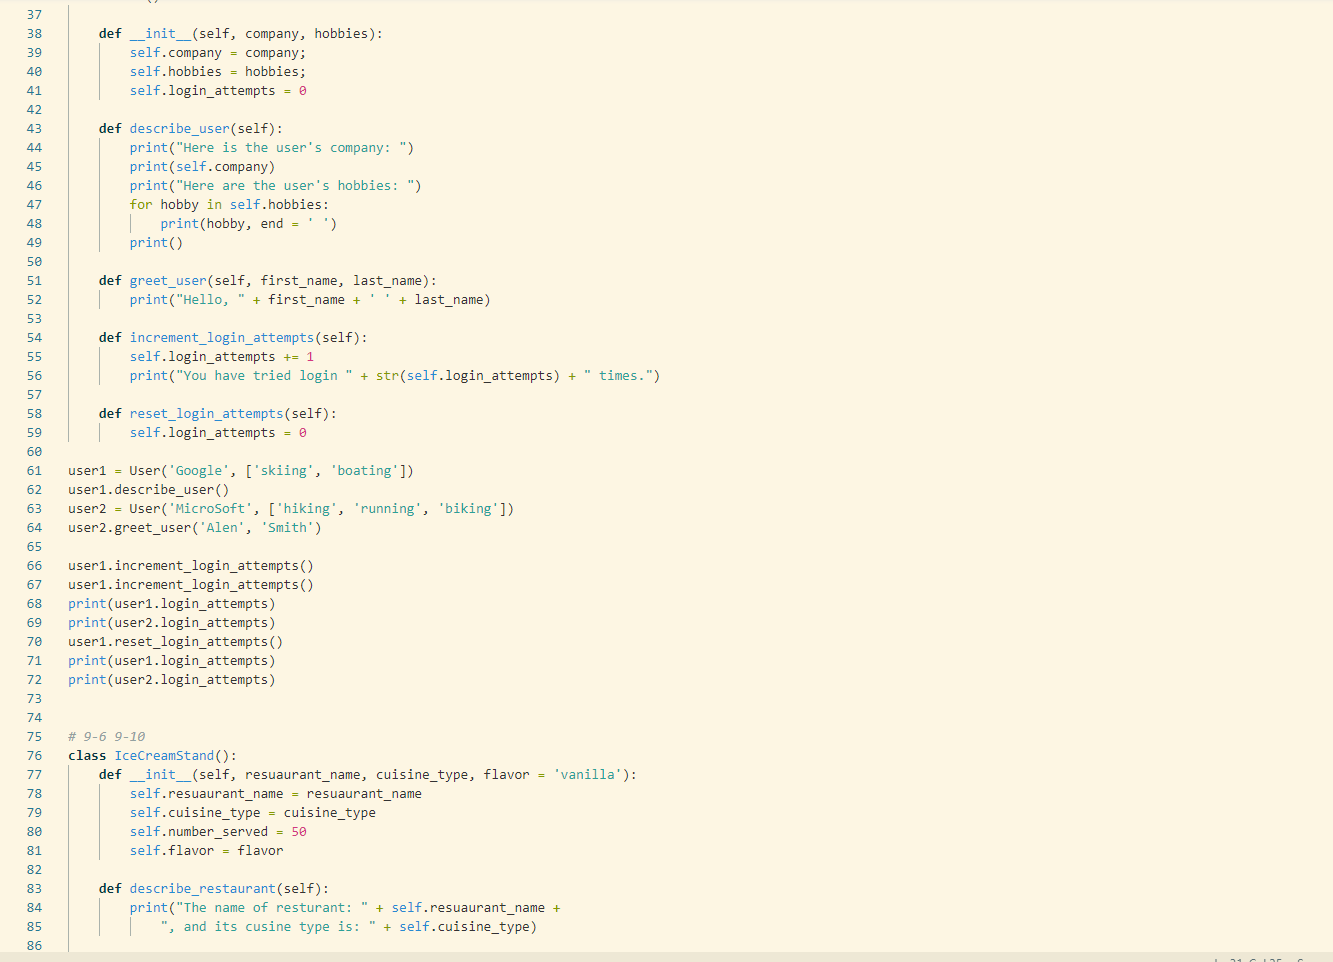 37
38 def __init__(self, company, hobbies):
39 self.company = company;
40 self.hobbies = hobbies;
41 self.login_attempts = 0
42
43 def describe_user(self):
44 print("Here is the user's company: ")
45 print(self.company)
46 print("Here are the user's hobbies: ")
47 for hobby in self.hobbies:
48 print(hobby, end = ' ')
49 print()
50
51 def greet_user(self, first_name, last_name):
52 print("Hello, " + first_name + ' ' + last_name)
53
54 def increment_login_attempts(self):
55 self.login_attempts += 1
56 print("You have tried login " + str(self.login_attempts) + " times.")
57
58 def reset_login_attempts(self):
59 self.login_attempts = 0
60
61 user1 = User('Google', ['skiing', 'boating'])
62 user1.describe_user()
63 user2 = User('MicroSoft', ['hiking', 'running', 'biking'])
64 user2.greet_user('Alen', 'Smith')
65
66 user1.increment_login_attempts()
67 user1.increment_login_attempts()
68 print(user1.login_attempts)
69 print(user2.login_attempts)
70 user1.reset_login_attempts()
71 print(user1.login_attempts)
72 print(user2.login_attempts)
73
74
75 # 9-6 9-10
76 class IceCreamStand():
77 def __init__(self, resuaurant_name, cuisine_type, flavor = 'vanilla'):
78 self.resuaurant_name = resuaurant_name
79 self.cuisine_type = cuisine_type
80 self.number_served = 50
81 self.flavor = flavor
82
83 def describe_restaurant(self):
84 print("The name of resturant: " + self.resuaurant_name +
85 ", and its cusine type is: " + self.cuisine_type)
86